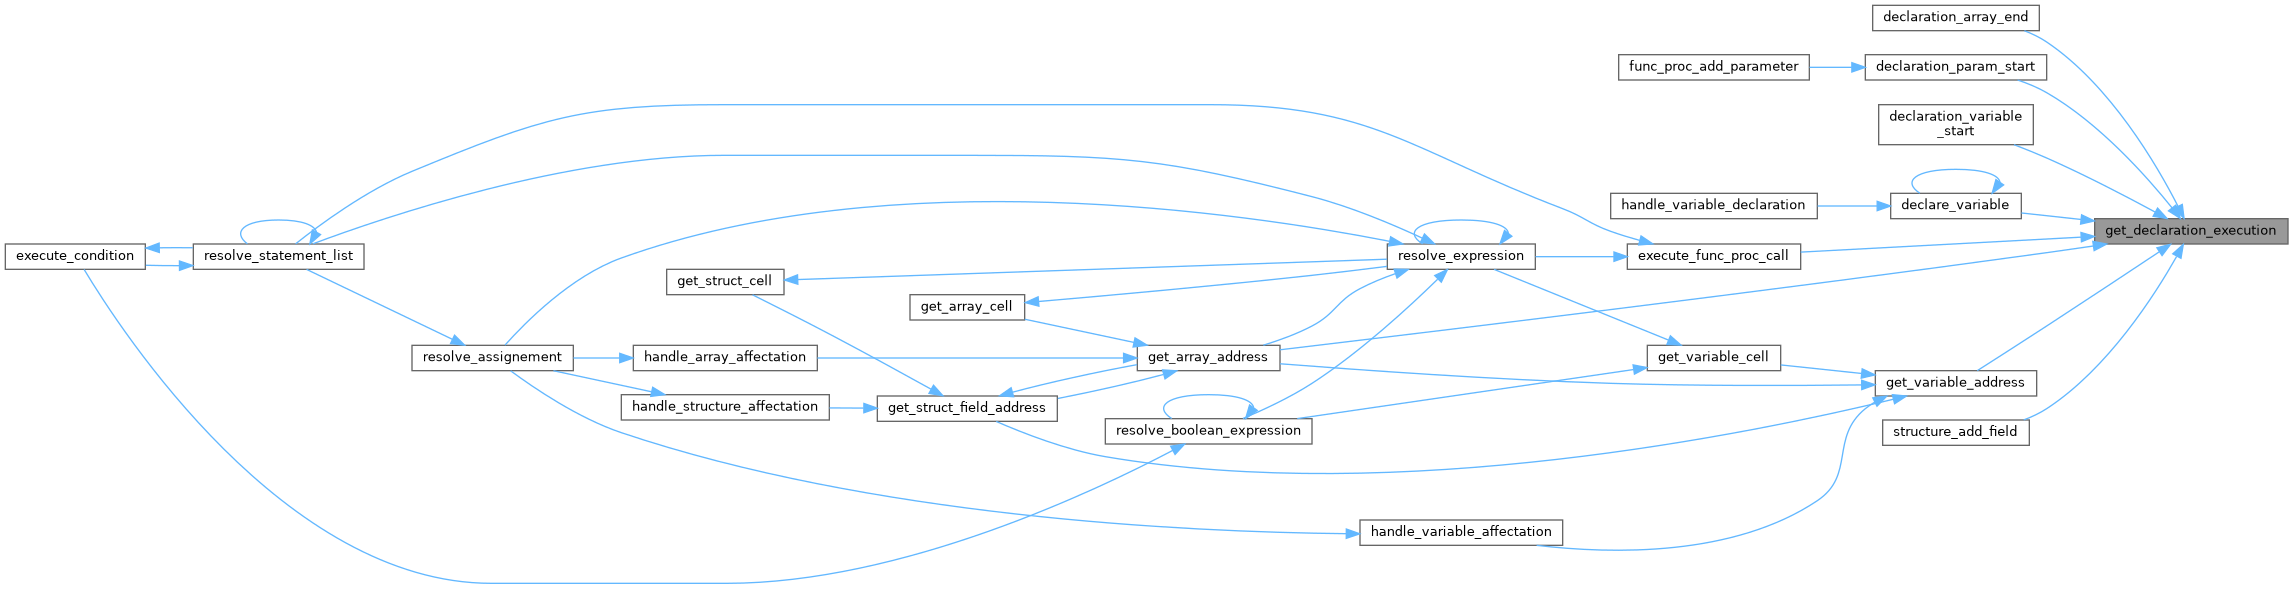 declaration_array_end
func_proc_add_parameter
declaration_param_start
declaration_variable
_start
handle_variable_declaration
declare_variable
get_declaration_execution
execute_condition
resolve_statement_list
resolve_expression
execute_func_proc_call
get_struct_cell
get_array_cell
resolve_assignement
handle_array_affectation
get_array_address
get_variable_cell
get_variable_address
handle_structure_affectation
get_struct_field_address
resolve_boolean_expression
structure_add_field
handle_variable_affectation